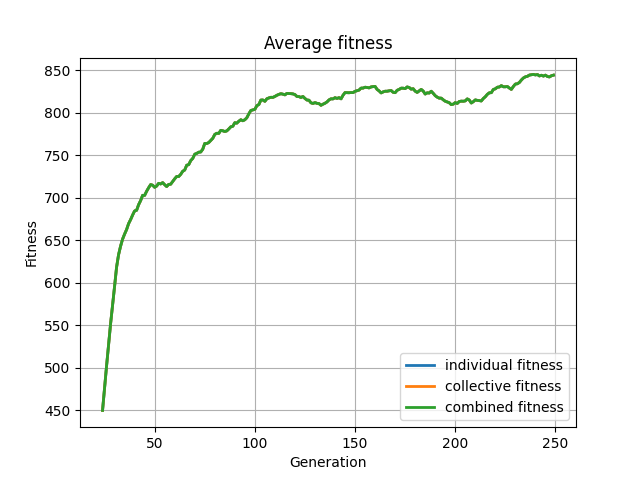 Average fitness
850
800
750
700
650
600
550
500
450
Fitness
individual fitness
collective fitness
combined fitness
50 100 150 200 250
Generation